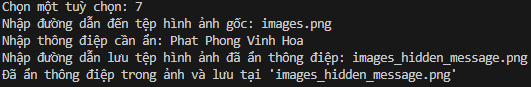 Chọn một tuỳ chọn: 7
Nhập đường dẫn đến tệp hình ảnh gốc: images.png
Nhập thông điệp cần ẩn: Phat Phong Vinh Hoa
Nhập đường dẫn lưu tệp hình ảnh đã ẩn thông điệp: images_hidden_message.png
Đã ẩn thông điệp trong ảnh và lưu tại 'images_hidden_message.png'